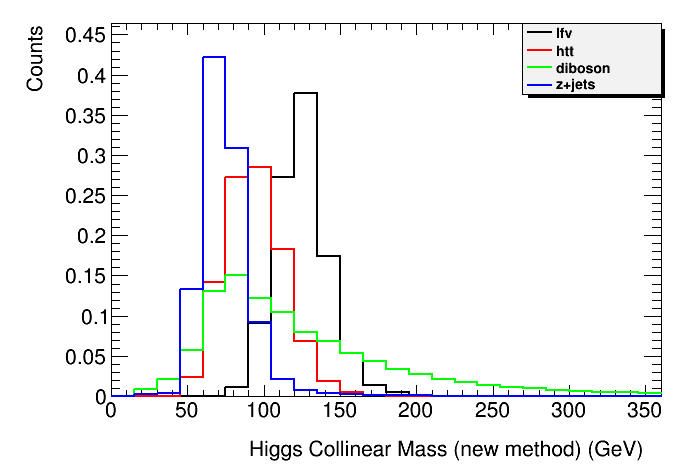 Counts
0.45
0.4
0.35
0.3
0.25
0.2
0.15
0.1
0.05
0
lfv
htt
diboson
z+jets
0 50 100 150 200 250 300 350
Higgs Collinear Mass (new method) (GeV)